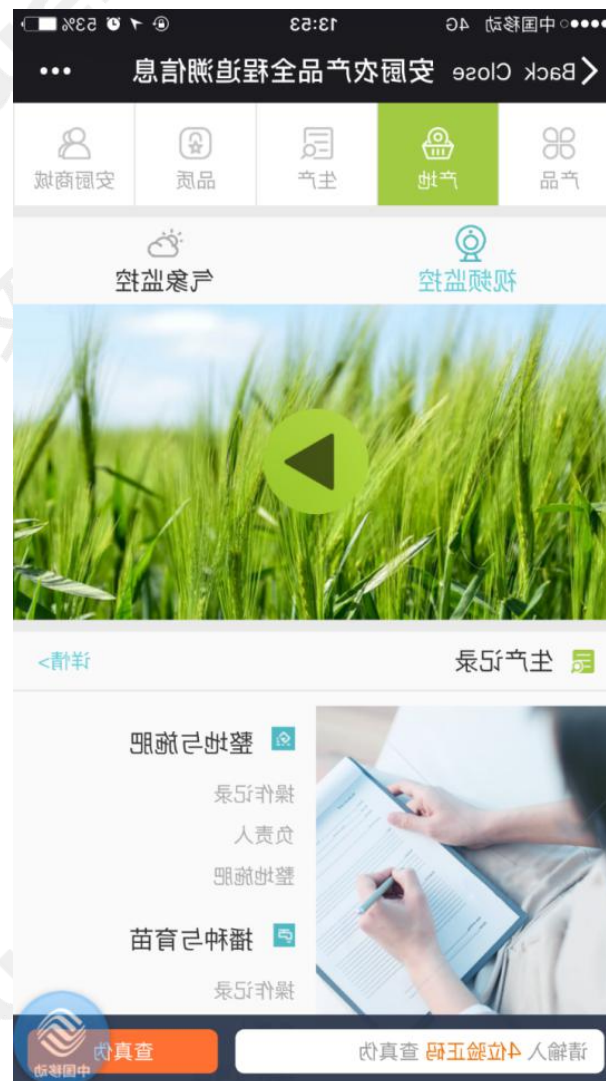 中国移动 4G 13:53 53%
Back Close 安厨农产品全程追溯信息
产品 产地 生产 品质 安厨商城
视频监控 气象监控
生产记录 详情>
整地与施肥
操作记录
负责人
整地施肥
播种与育苗
操作记录
请输入 4位验正码 查真伪 查真伪
中国移动